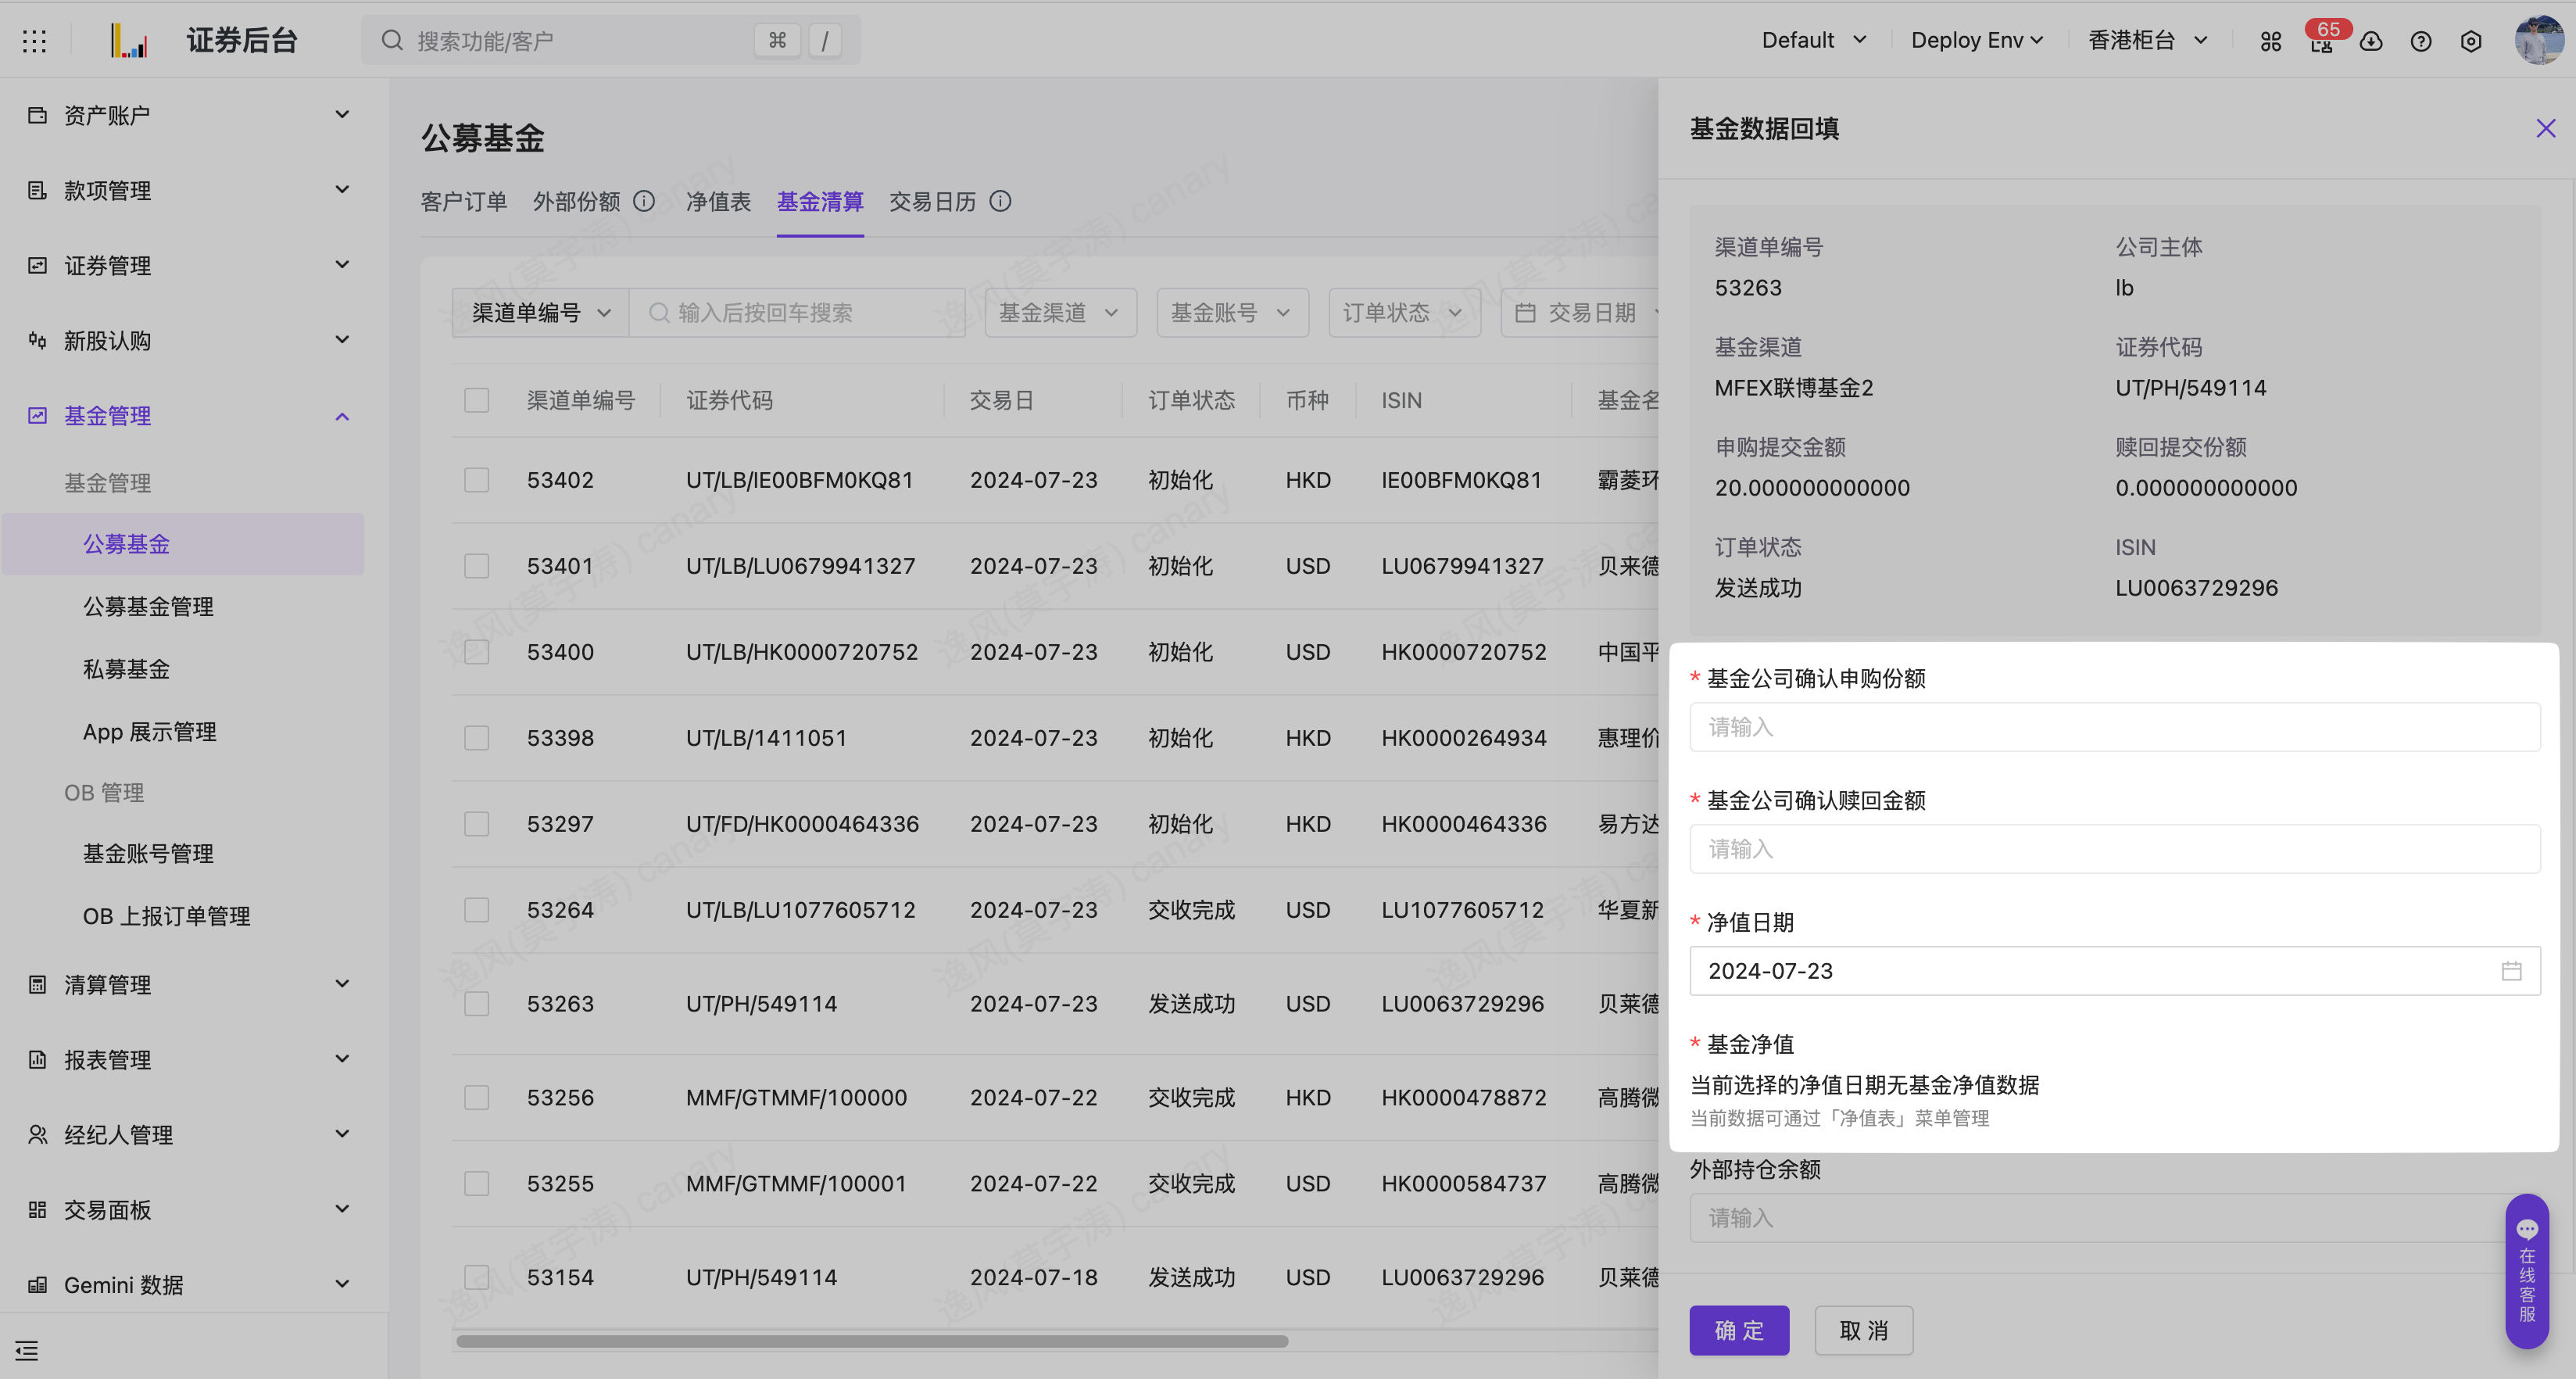 证券后台
搜索功能/客户
⌘ /
Default
Deploy Env
香港柜台
65
资产账户
款项管理
证券管理
新股认购
基金管理
基金管理
公募基金
公募基金管理
私募基金
App 展示管理
OB 管理
基金账号管理
OB 上报订单管理
清算管理
报表管理
经纪人管理
交易面板
Gemini 数据
公募基金
客户订单 外部份额 净值表 基金清算 交易日历
渠道单编号 输入后按回车搜索 基金渠道 基金账号 订单状态 交易日期
渠道单编号 证券代码 交易日 订单状态 币种 ISIN 基金名
53402 UT/LB/IE00BFM0KQ81 2024-07-23 初始化 HKD IE00BFM0KQ81 霸菱环
53401 UT/LB/LU0679941327 2024-07-23 初始化 USD LU0679941327 贝来德
53400 UT/LB/HK0000720752 2024-07-23 初始化 USD HK0000720752 中国平
53398 UT/LB/1411051 2024-07-23 初始化 HKD HK0000264934 惠理价
53297 UT/FD/HK0000464336 2024-07-23 初始化 HKD HK0000464336 易方达
53264 UT/LB/LU1077605712 2024-07-23 交收完成 USD LU1077605712 华夏新
53263 UT/PH/549114 2024-07-23 发送成功 USD LU0063729296 贝莱德
53256 MMF/GTMMF/100000 2024-07-22 交收完成 HKD HK0000478872 高腾微
53255 MMF/GTMMF/100001 2024-07-22 交收完成 USD HK0000584737 高腾微
53154 UT/PH/549114 2024-07-18 发送成功 USD LU0063729296 贝莱德
逸风(莫宇涛) canary
基金数据回填
渠道单编号 公司主体
53263 lb
基金渠道 证券代码
MFEX联博基金2 UT/PH/549114
申购提交金额 赎回提交份额
20.000000000000 0.000000000000
订单状态 ISIN
发送成功 LU0063729296
* 基金公司确认申购份额
请输入
* 基金公司确认赎回金额
请输入
* 净值日期
2024-07-23
* 基金净值
当前选择的净值日期无基金净值数据
当前数据可通过「净值表」菜单管理
外部持仓余额
请输入
确 定 取 消
在线客服